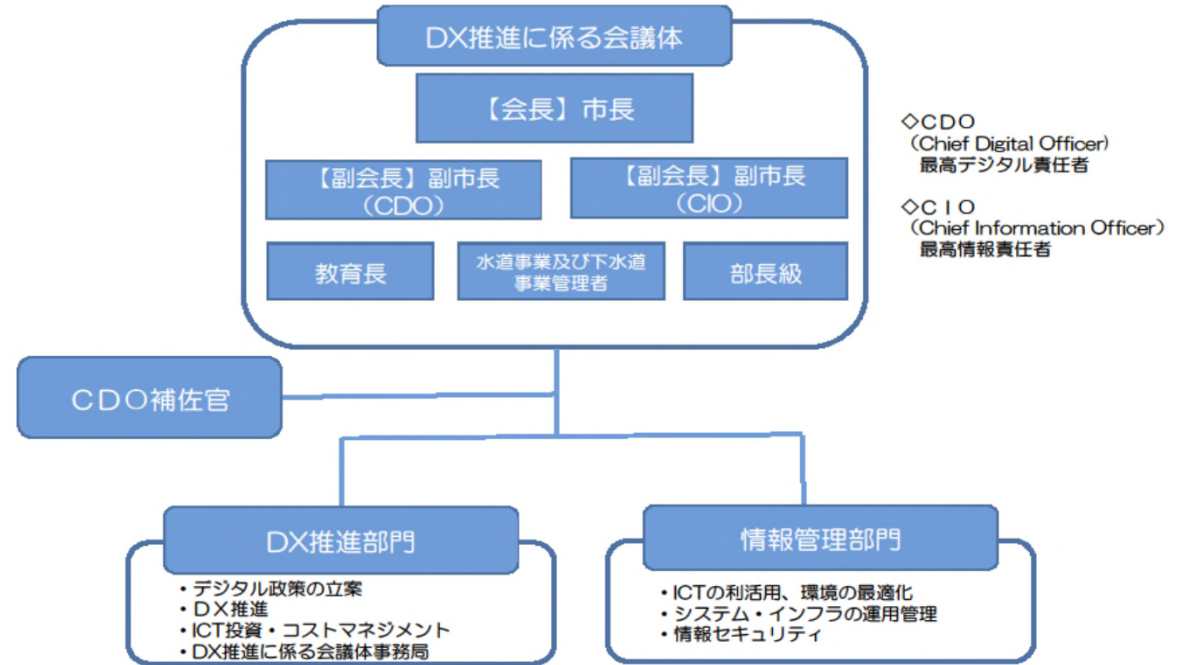 DX推進に係る会議体
【会長】市長
【副会長】副市長
(CDO)
【副会長】副市長
(CIO)
教育長
水道事業及び下水道
事業管理者
部長級
◇CDO
(Chief Digital Officer)
最高デジタル責任者
◇CIO
(Chief Information Officer)
最高情報責任者
CDO補佐官
DX推進部門
・デジタル政策の立案
・DX推進
・ICT投資・コストマネジメント
・DX推進に係る会議体事務局
情報管理部門
・ICTの利活用、環境の最適化
・システム・インフラの運用管理
・情報セキュリティ